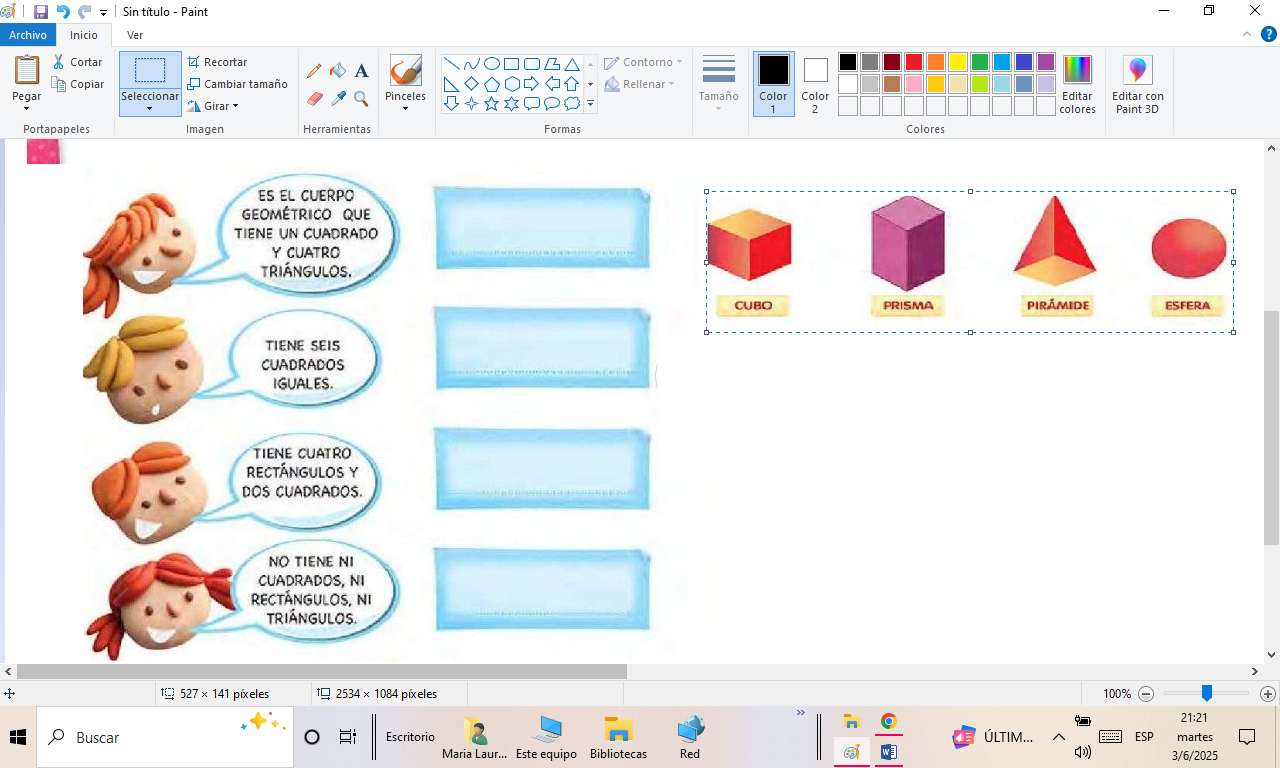 Sin título - Paint
Archivo Inicio Ver
Pegar
Cortar
Copiar
Portapapeles
Seleccionar
Recortar
Cambiar tamaño
Girar
Imagen
A
Herramientas
Pinceles
Contorno
Rellenar
Formas
Tamaño
Color
1
Color
2
Editar
colores
Colores
Editar con
Paint 3D
ES EL CUERPO
GEOMÉTRICO QUE
TIENE UN CUADRADO
Y CUATRO
TRIÁNGULOS.
TIENE SEIS
CUADRADOS
IGUALES.
TIENE CUATRO
RECTÁNGULOS Y
DOS CUADRADOS.
NO TIENE NI
CUADRADOS, NI
RECTÁNGULOS, NI
TRIÁNGULOS.
CUBO PRISMA PIRÁMIDE ESFERA
527 × 141 píxeles 2534 × 1084 píxeles 100%
Buscar
Escritorio
Maria Laur...
Este equipo
Bibliotecas
Red
»
ÚLTIM...
ESP
21:21
martes
3/6/2025